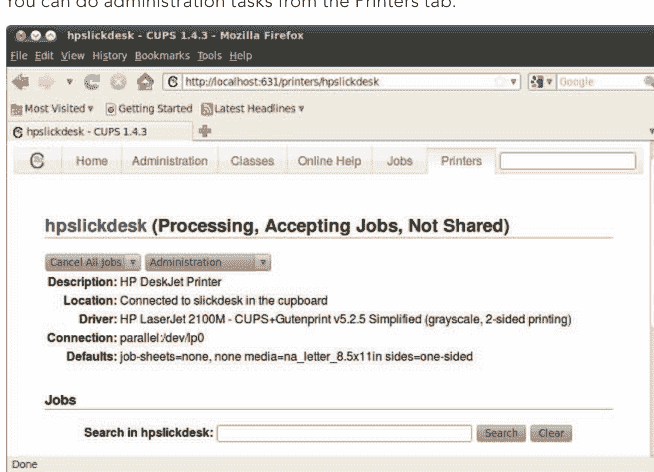 You can do administration tasks from the Printers tab.
hpslickdesk - CUPS 1.4.3 - Mozilla Firefox
File Edit View History Bookmarks Tools Help
http://localhost:631/printers/hpslickdesk Google
Most Visited Getting Started Latest Headlines
hpslickdesk - CUPS 1.4.3
Home Administration Classes Online Help Jobs Printers
hpslickdesk (Processing, Accepting Jobs, Not Shared)
Cancel All Jobs Administration
Description: HP DeskJet Printer
Location: Connected to slickdesk in the cupboard
Driver: HP LaserJet 2100M - CUPS+Gutenprint v5.2.5 Simplified (grayscale, 2-sided printing)
Connection: parallel:/dev/lp0
Defaults: job-sheets=none, none media=na_letter_8.5x11in sides=one-sided
Jobs
Search in hpslickdesk: Search Clear
Done